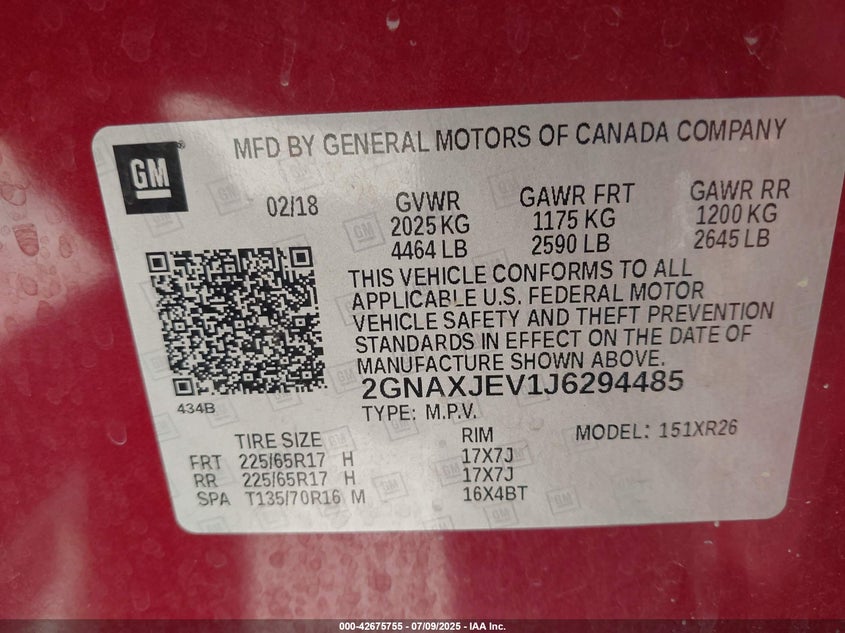 GM
MFD BY GENERAL MOTORS OF CANADA COMPANY
02/18
GVWR GAWR FRT GAWR RR
2025 KG 1175 KG 1200 KG
4464 LB 2590 LB 2645 LB
THIS VEHICLE CONFORMS TO ALL
APPLICABLE U.S. FEDERAL MOTOR
VEHICLE SAFETY AND THEFT PREVENTION
STANDARDS IN EFFECT ON THE DATE OF
MANUFACTURE SHOWN ABOVE.
2GNAXJEV1J6294485
434B
TYPE: M.P.V.
TIRE SIZE RIM MODEL: 151XR26
FRT 225/65R17 H 17X7J
RR 225/65R17 H 17X7J
SPA T135/70R16 M 16X4BT
000-42675755 - 07/09/2025 - IAA Inc.